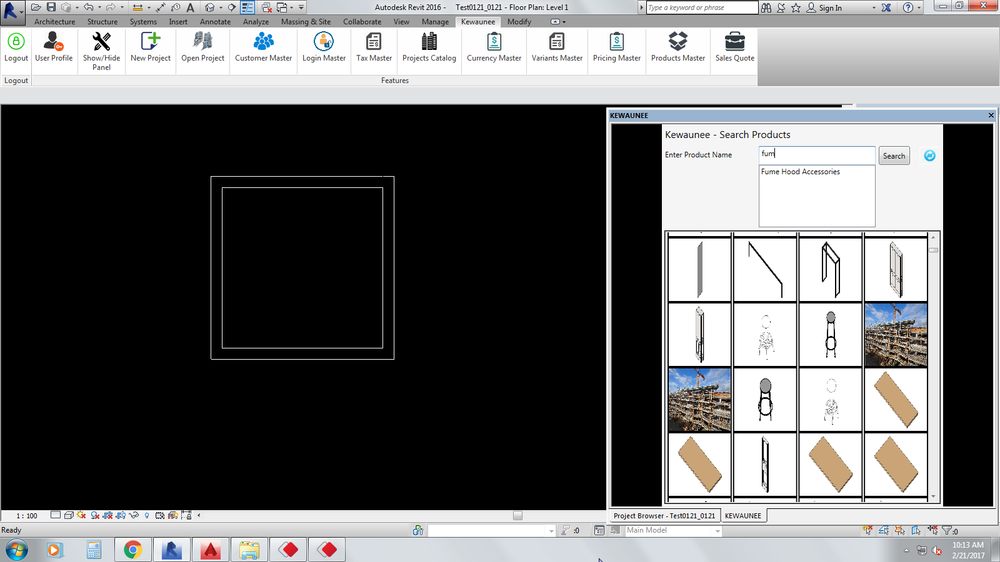 Autodesk Revit 2016 - Test0121_0121 - Floor Plan: Level 1
Type a keyword or phrase
Sign In
Architecture Structure Systems Insert Annotate Analyze Massing & Site Collaborate View Manage Kewaunee Modify
Logout
User Profile
Show/Hide
Panel
New Project
Open Project
Customer Master
Login Master
Tax Master
Projects Catalog
Currency Master
Variants Master
Pricing Master
Products Master
Sales Quote
Logout
Features
KEWAUNEE
Kewaunee - Search Products
Enter Product Name
fum
Search
Fume Hood Accessories
Project Browser - Test0121_0121
KEWAUNEE
1 : 100
Ready
:0
Main Model
:0
10:13 AM
2/21/2017